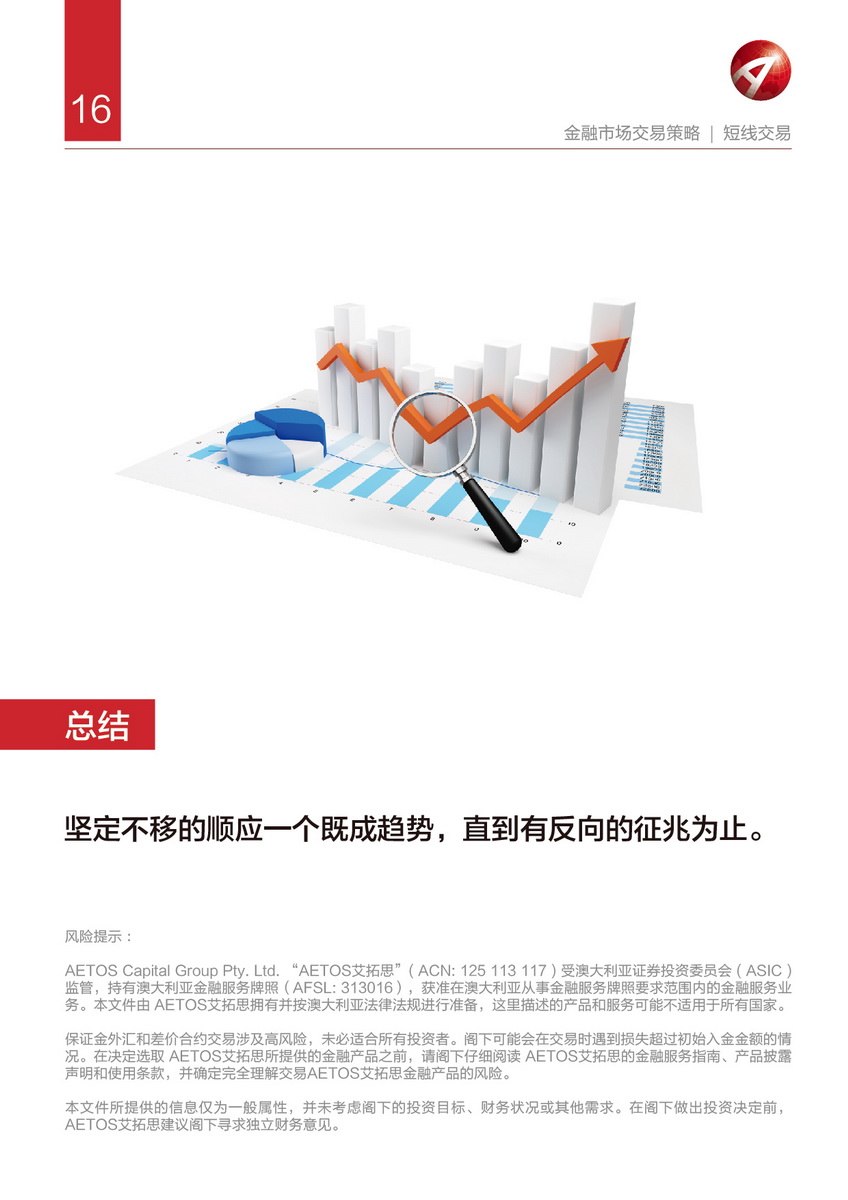 16
金融市场交易策略 | 短线交易
总结
坚定不移的顺应一个既成趋势，直到有反向的征兆为止。
风险提示：
AETOS Capital Group Pty. Ltd. “AETOS艾拓思”（ACN: 125 113 117）受澳大利亚证券投资委员会（ASIC）
监管，持有澳大利亚金融服务牌照（AFSL: 313016），获准在澳大利亚从事金融服务牌照要求范围内的金融服务业
务。本文件由 AETOS艾拓思拥有并按澳大利亚法律法规进行准备，这里描述的产品和服务可能不适用于所有国家。
保证金外汇和差价合约交易涉及高风险，未必适合所有投资者。阁下可能会在交易时遇到损失超过初始入金金额的情
况。在决定选取 AETOS艾拓思所提供的金融产品之前，请阁下仔细阅读 AETOS艾拓思的金融服务指南、产品披露
声明和使用条款，并确定完全理解交易AETOS艾拓思金融产品的风险。
本文件所提供的信息仅为一般属性，并未考虑阁下的投资目标、财务状况或其他需求。在阁下做出投资决定前，
AETOS艾拓思建议阁下寻求独立财务意见。